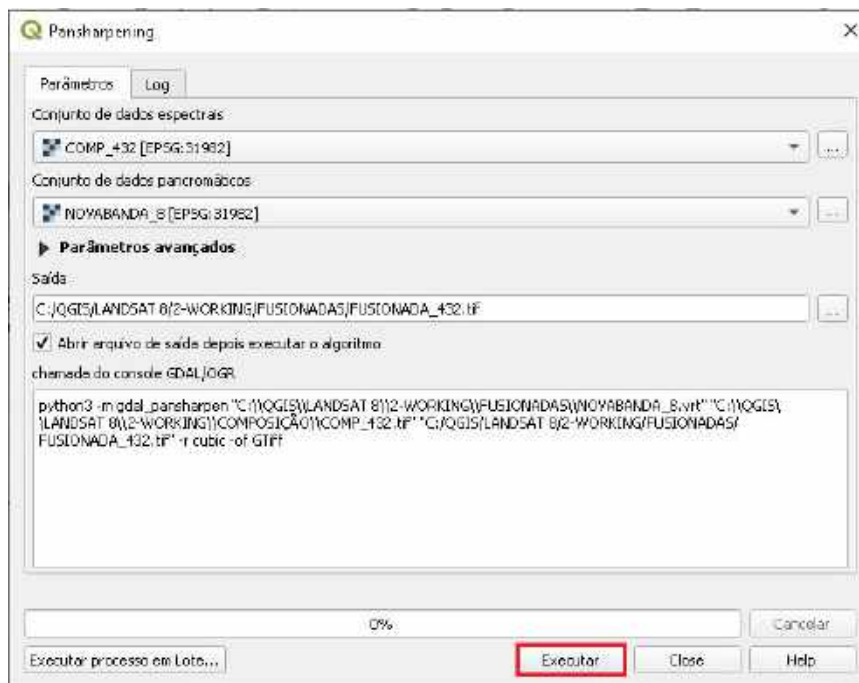 Pansharpening
Parâmetros Log
Conjunto de dados espectrais
COMP_432 [EPSG:31982]
...
Conjunto de dados pancromáticos
NOVABANDA_8 [EPSG:31982]
...
Parâmetros avançados
Saída
C:/QGIS/LANDSAT 8/2-WORKING/FUSIONADAS/FUSIONADA_432.tif
...
Abrir arquivo de saída depois executar o algoritmo
chamada do console GDAL/OGR
python3 -m gdal_pansharpen "C:\\QGIS\\LANDSAT 8\\2-WORKING\\FUSIONADAS\\NOVABANDA_8.vrt" "C:\\QGIS\
\LANDSAT 8\\2-WORKING\\COMPOSIÇÃO\\COMP_432.tif" "C:/QGIS/LANDSAT 8/2-WORKING/FUSIONADAS/
FUSIONADA_432.tif" -r cubic -of GTiff
0%
Cancelar
Executar processo em Lote... Executar Close Help